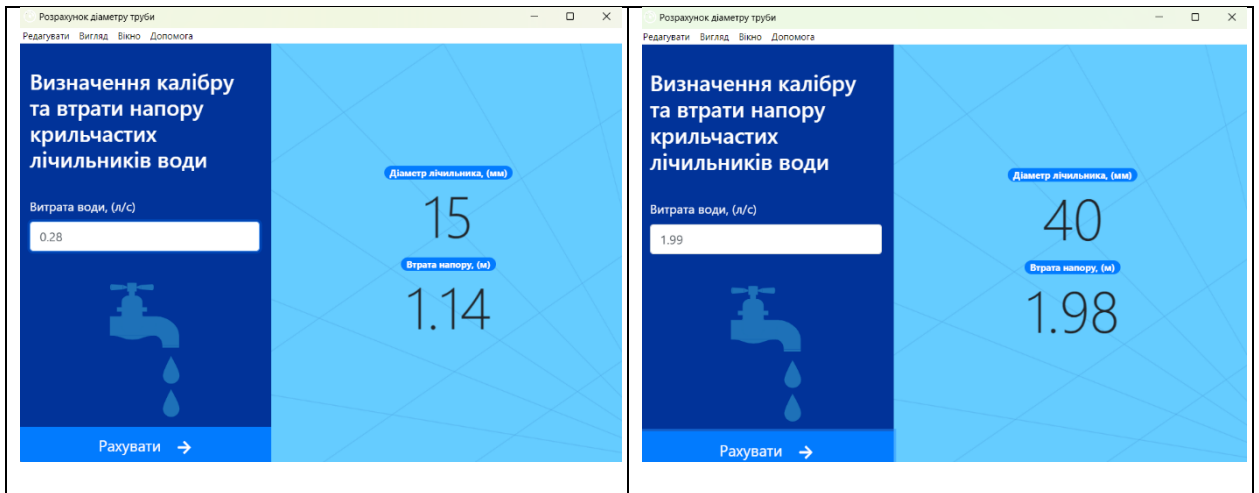 Розрахунок діаметру труби
Редагувати Вигляд Вікно Допомога
Визначення калібру
та втрати напору
крильчастих
лічильників води
Витрата води, (л/с)
0.28
Рахувати
Діаметр лічильника, (мм)
15
Втрата напору, (м)
1.14
Розрахунок діаметру труби
Редагувати Вигляд Вікно Допомога
Визначення калібру
та втрати напору
крильчастих
лічильників води
Витрата води, (л/с)
1.99
Рахувати
Діаметр лічильника, (мм)
40
Втрата напору, (м)
1.98